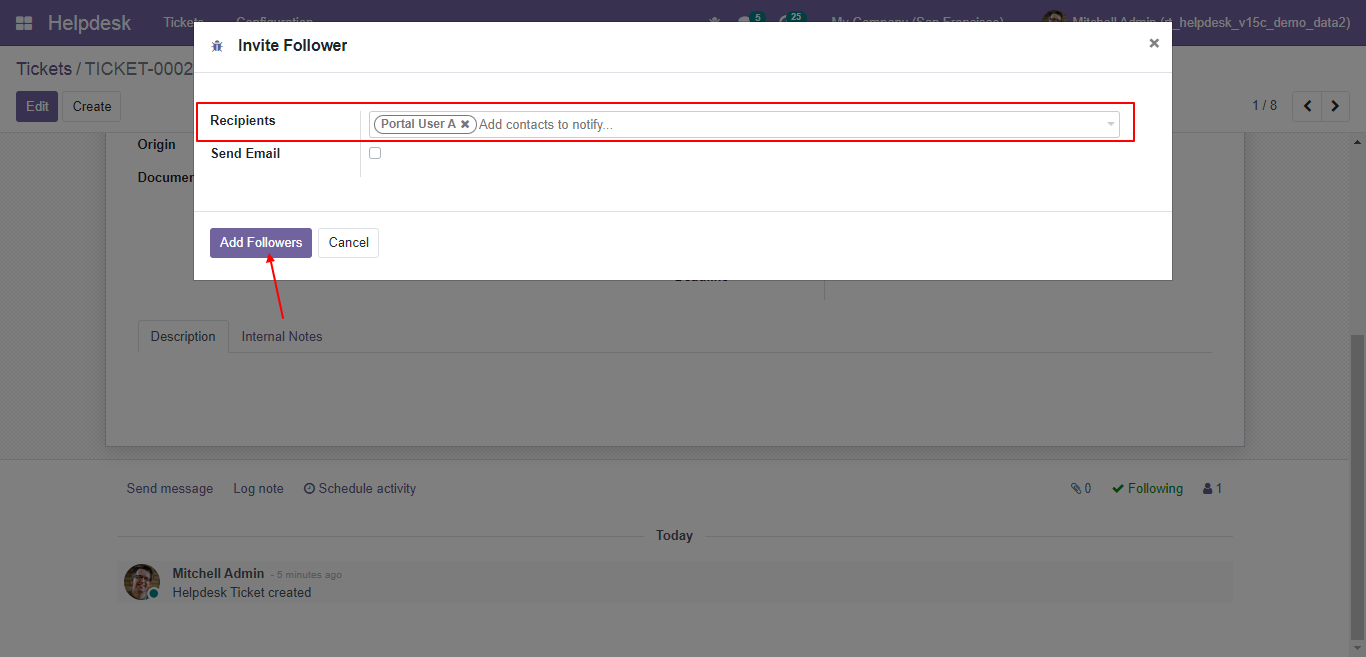 Helpdesk Tickets Configuration 5 25 My Company (San Francisco) Mitchell Admin (rt_helpdesk_v15c_demo_data2)
Invite Follower ×
Tickets / TICKET-0002
Edit Create 1 / 8
Recipients Portal User A ✖ Add contacts to notify...
Origin
Send Email
Documen
Add Followers Cancel
Deadline
Description Internal Notes
Send message Log note Schedule activity 0 Following 1
Today
Mitchell Admin - 5 minutes ago
Helpdesk Ticket created